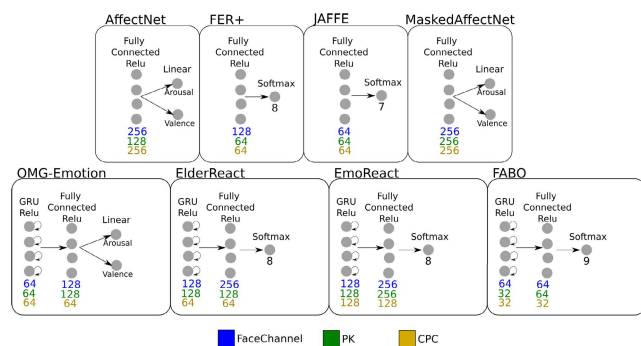 AffectNet
Fully
Connected
Relu
Linear
Arousal
Valence
256
128
256
FER+
Fully
Connected
Relu
Softmax
8
128
64
64
JAFFE
Fully
Connected
Relu
Softmax
7
64
64
64
MaskedAffectNet
Fully
Connected
Relu
Linear
Arousal
Valence
256
256
256
OMG-Emotion
GRU
Relu
Fully
Connected
Relu
Linear
Arousal
Valence
64 128
64 128
64 64
ElderReact
GRU
Relu
Fully
Connected
Relu
Softmax
8
128 256
128 64
64 64
EmoReact
GRU
Relu
Fully
Connected
Relu
Softmax
8
128 256
128 256
128 128
FABO
GRU
Relu
Fully
Connected
Relu
Softmax
9
64 64
32 64
32 32
FaceChannel
PK
CPC